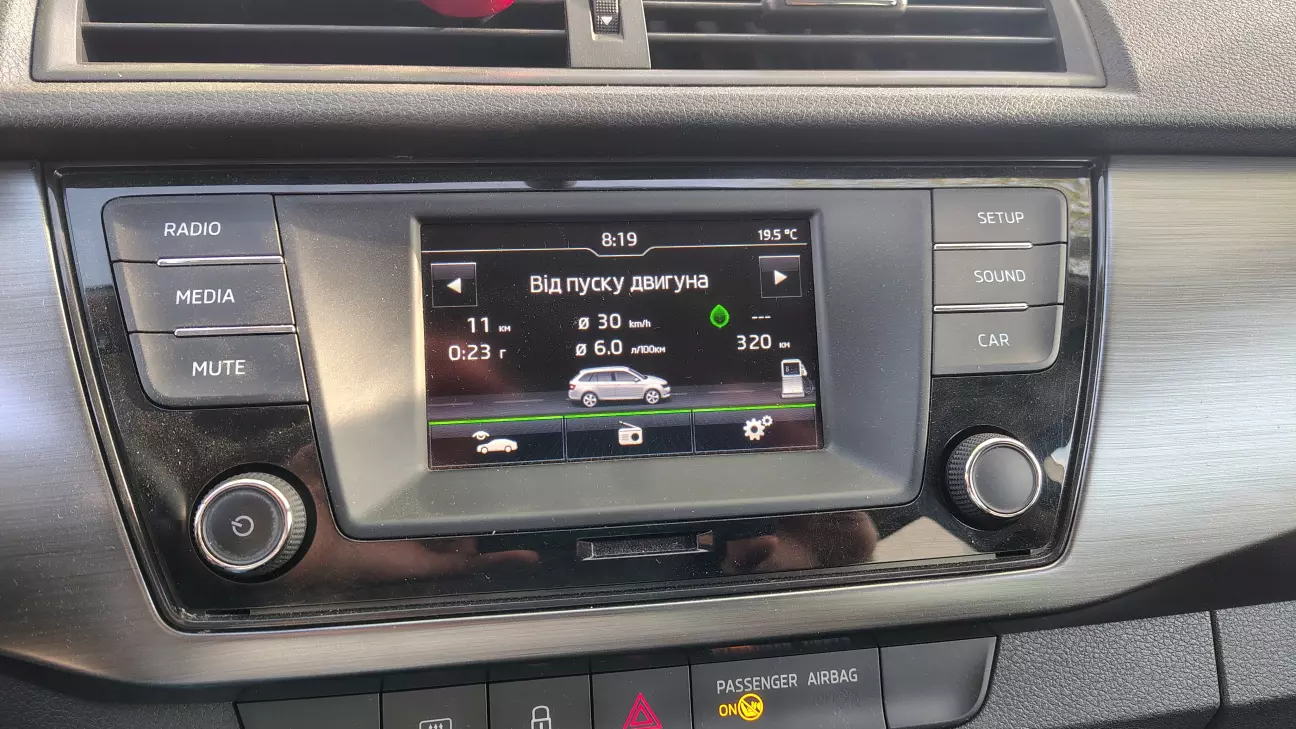 RADIO
MEDIA
MUTE
8:19
19.5 °C
Від пуску двигуна
11 км
0:23 г
Ø 30 km/h
Ø 6.0 л/100км
---
320 км
SETUP
SOUND
CAR
PASSENGER AIRBAG
ON